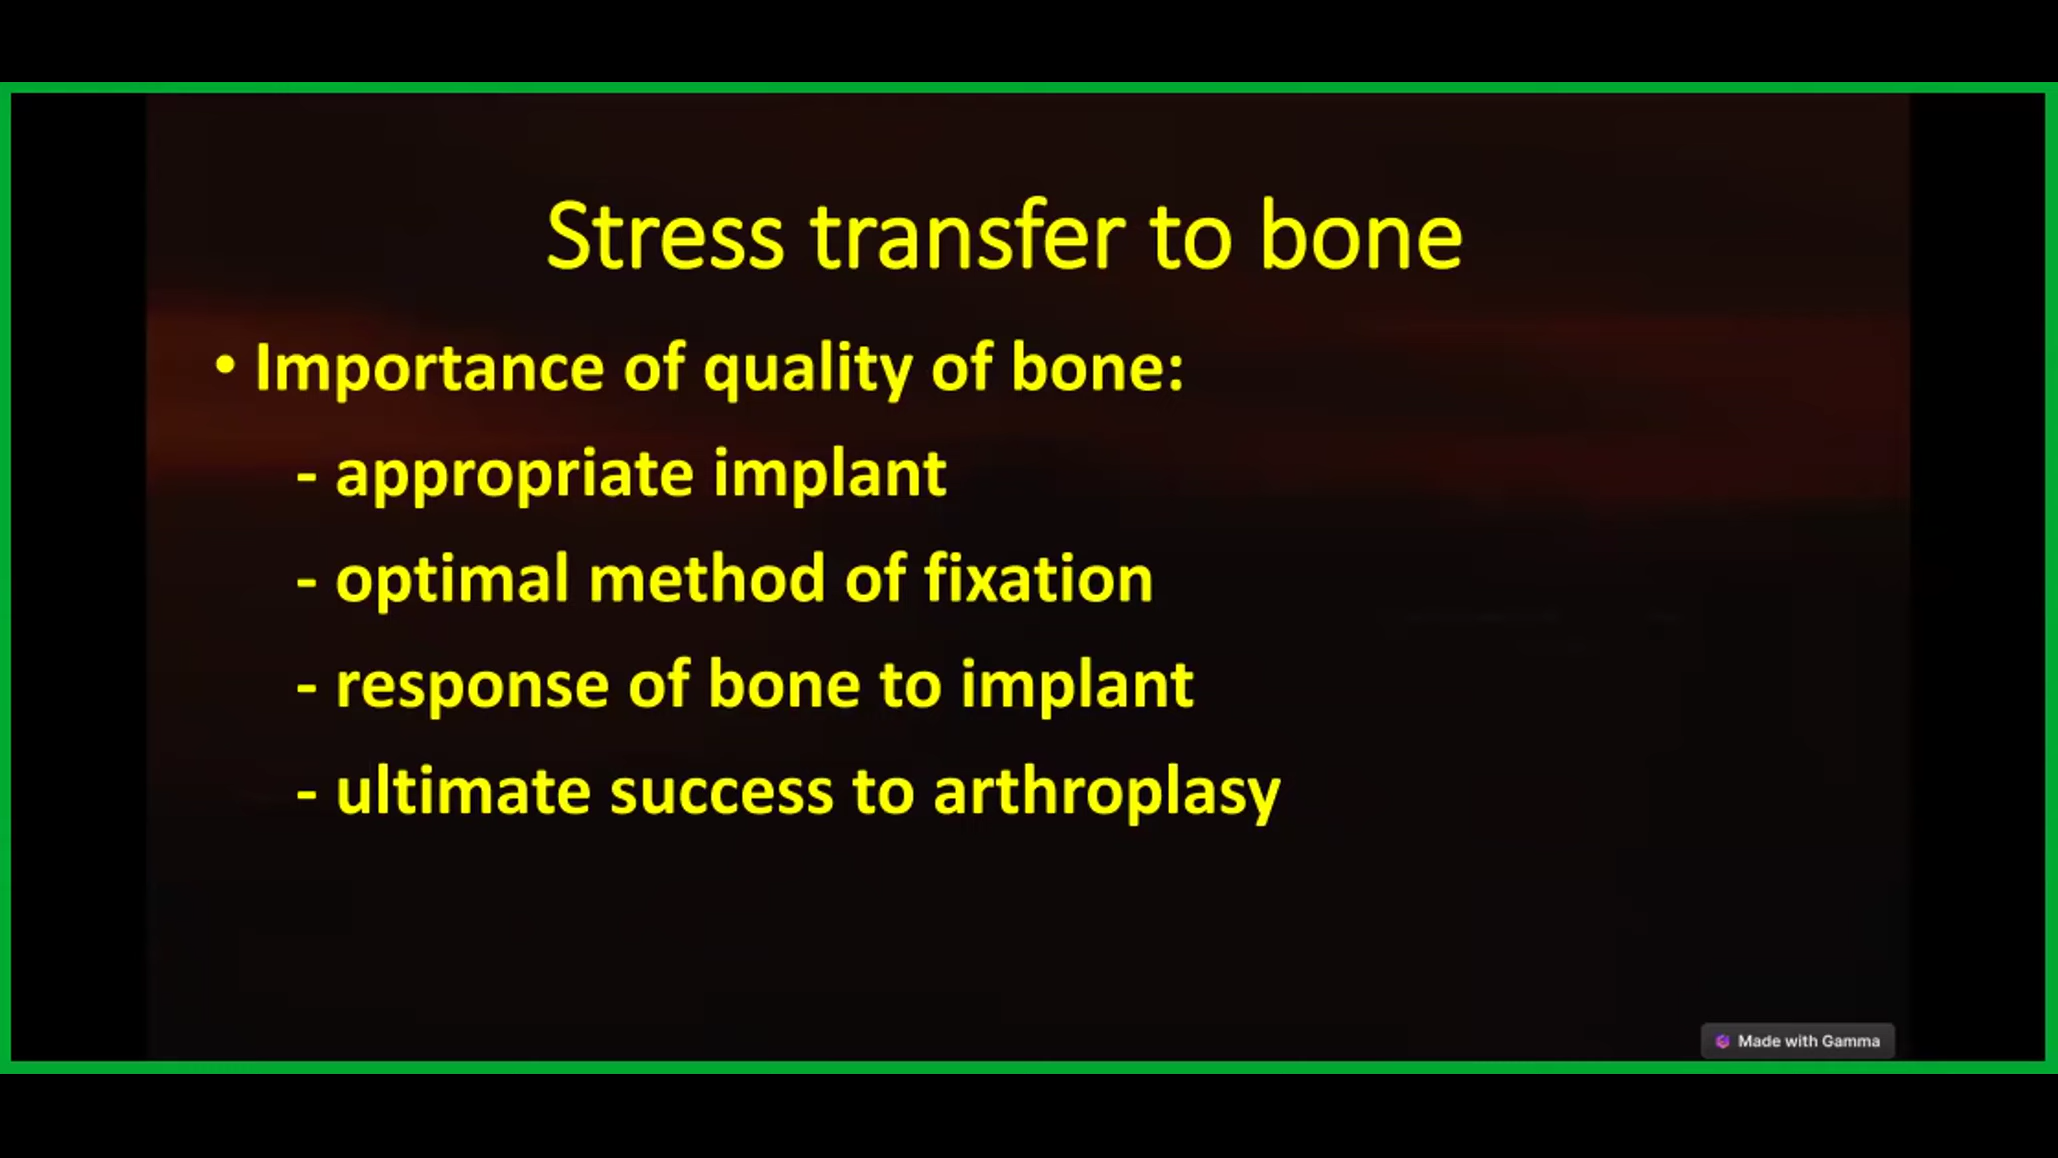 Stress transfer to bone
• Importance of quality of bone:
- appropriate implant
- optimal method of fixation
- response of bone to implant
- ultimate success to arthroplasy
Made with Gamma